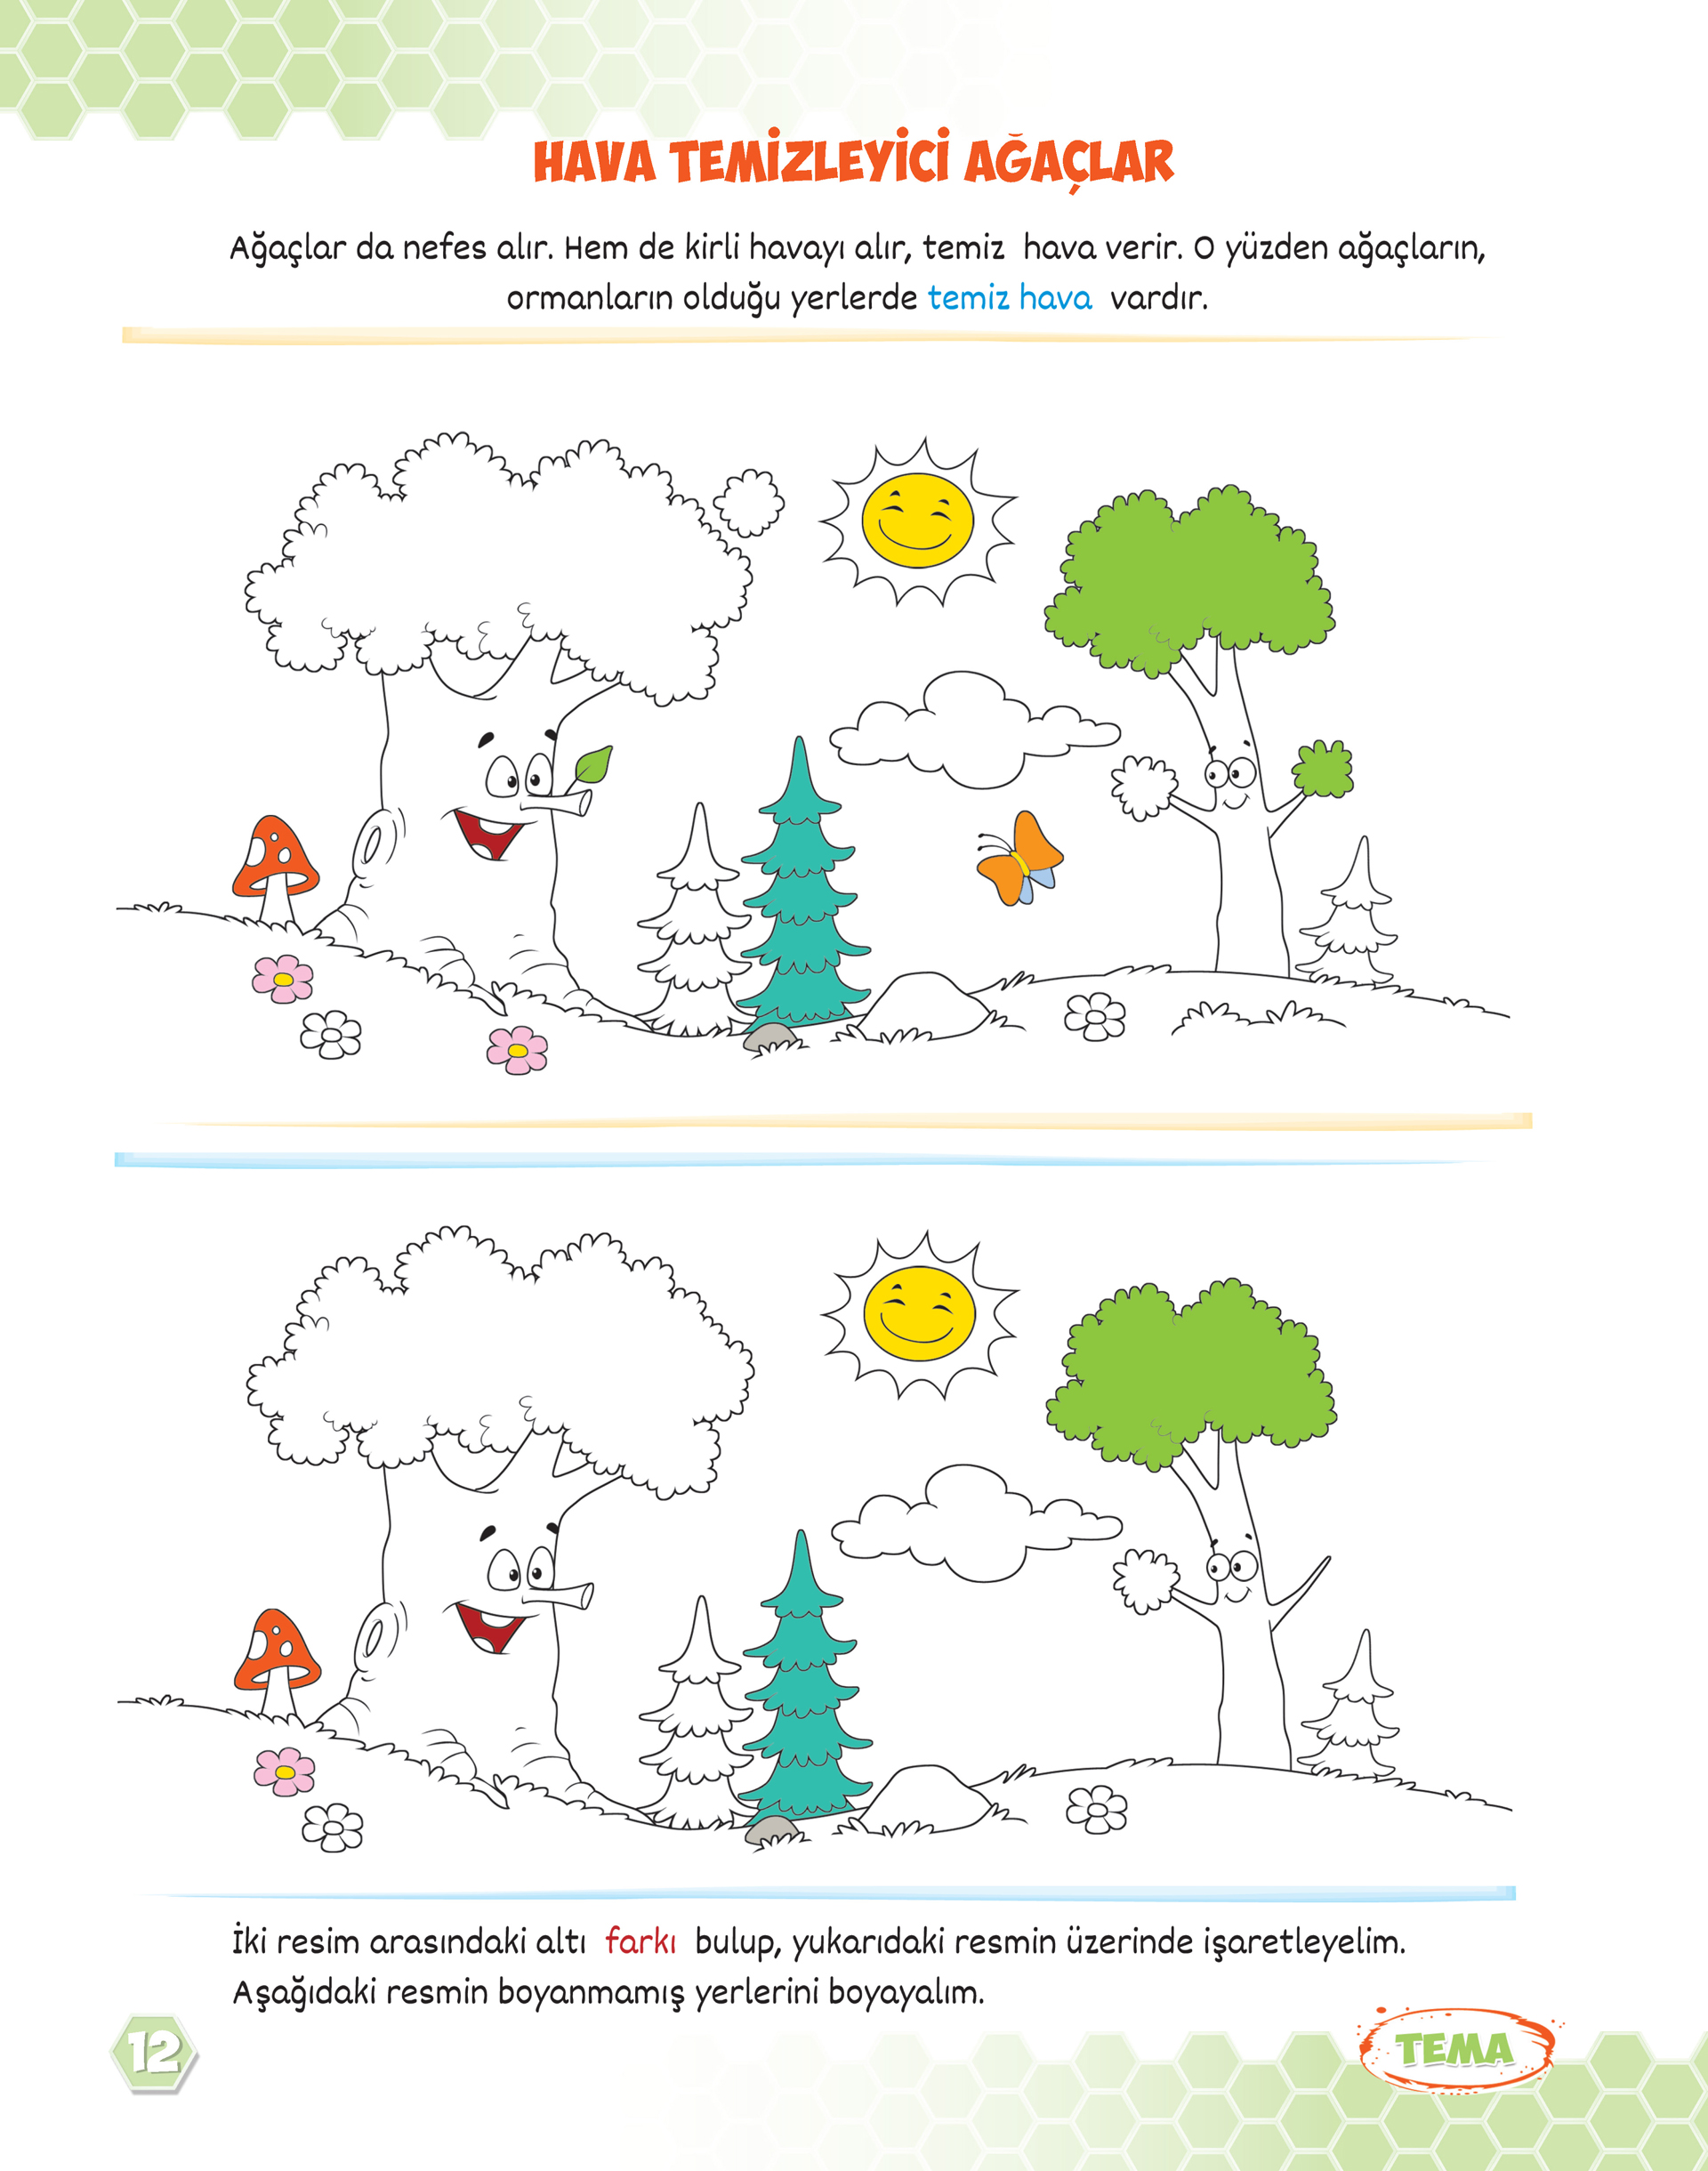 HAVA TEMİZLEYİCİ AĞAÇLAR
Ağaçlar da nefes alır. Hem de kirli havayı alır, temiz hava verir. O yüzden ağaçların,
ormanların olduğu yerlerde temiz hava vardır.
İki resim arasındaki altı farkı bulup, yukarıdaki resmin üzerinde işaretleyelim.
Aşağıdaki resmin boyanmamış yerlerini boyayalım.
12
TEMA